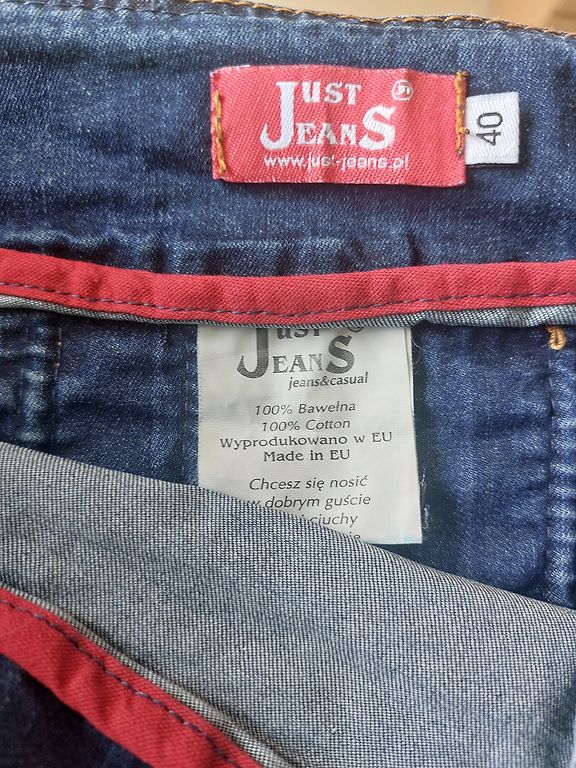 JUST
JEANS
www.just-jeans.pl
40
JUST
JEANS
jeans&casual
100% Bawełna
100% Cotton
Wyprodukowano w EU
Made in EU
Chcesz się nosić
w dobrym guście
ciuchy